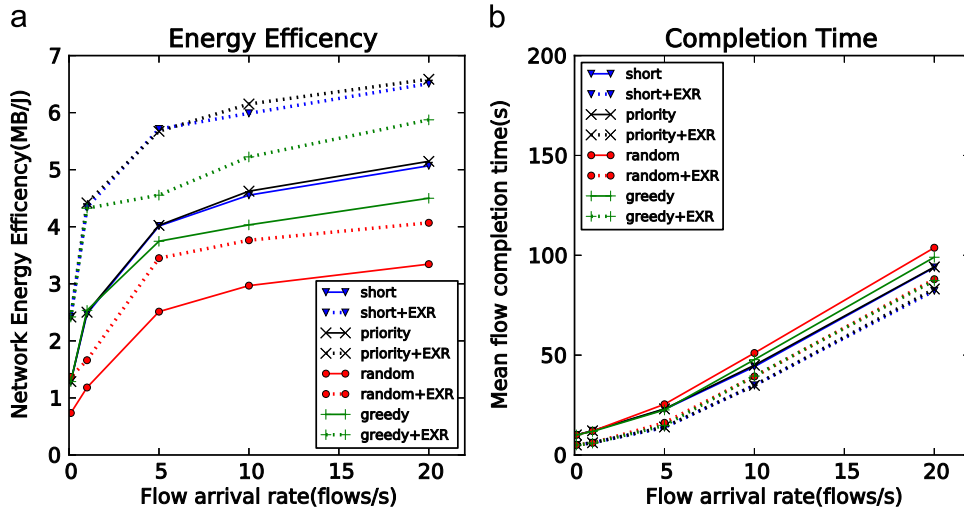 a
Energy Efficency
Network Energy Efficency(MB/J)
7
6
5
4
3
2
1
0
0
5
10
15
20
Flow arrival rate(flows/s)
short
short+EXR
priority
priority+EXR
random
random+EXR
greedy
greedy+EXR
b
Completion Time
Mean flow completion time(s)
200
150
100
50
0
0
5
10
15
20
Flow arrival rate(flows/s)
short
short+EXR
priority
priority+EXR
random
random+EXR
greedy
greedy+EXR